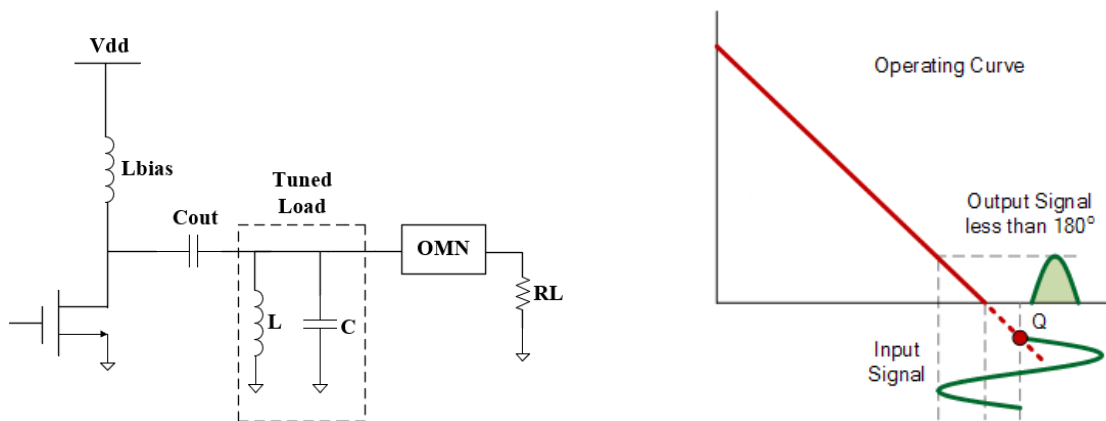 Vdd
Lbias
Cout
Tuned
Load
OMN
L
C
RL
Operating Curve
Output Signal
less than 180°
Q
Input
Signal